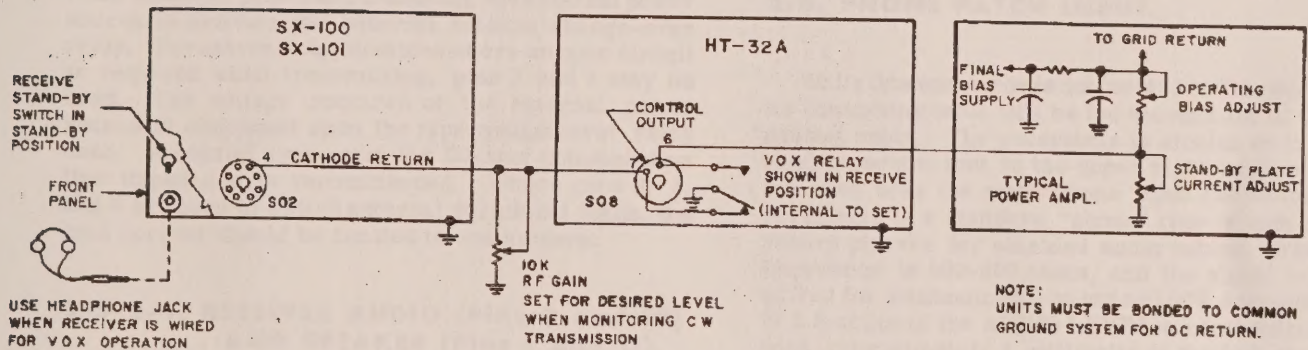 SX-100
SX-101
RECEIVE
STAND-BY
SWITCH IN
STAND-BY
POSITION
FRONT
PANEL
4 CATHODE RETURN
SO2
USE HEADPHONE JACK
WHEN RECEIVER IS WIRED
FOR VOX OPERATION
10K
RF GAIN
SET FOR DESIRED LEVEL
WHEN MONITORING CW
TRANSMISSION
HT-32A
CONTROL
OUTPUT
6
SO8
VOX RELAY
SHOWN IN RECEIVE
POSITION
(INTERNAL TO SET)
TO GRID RETURN
FINAL
BIAS
SUPPLY
OPERATING
BIAS ADJUST
TYPICAL
POWER AMPL.
STAND-BY PLATE
CURRENT ADJUST
NOTE:
UNITS MUST BE BONDED TO COMMON
GROUND SYSTEM FOR DC RETURN.